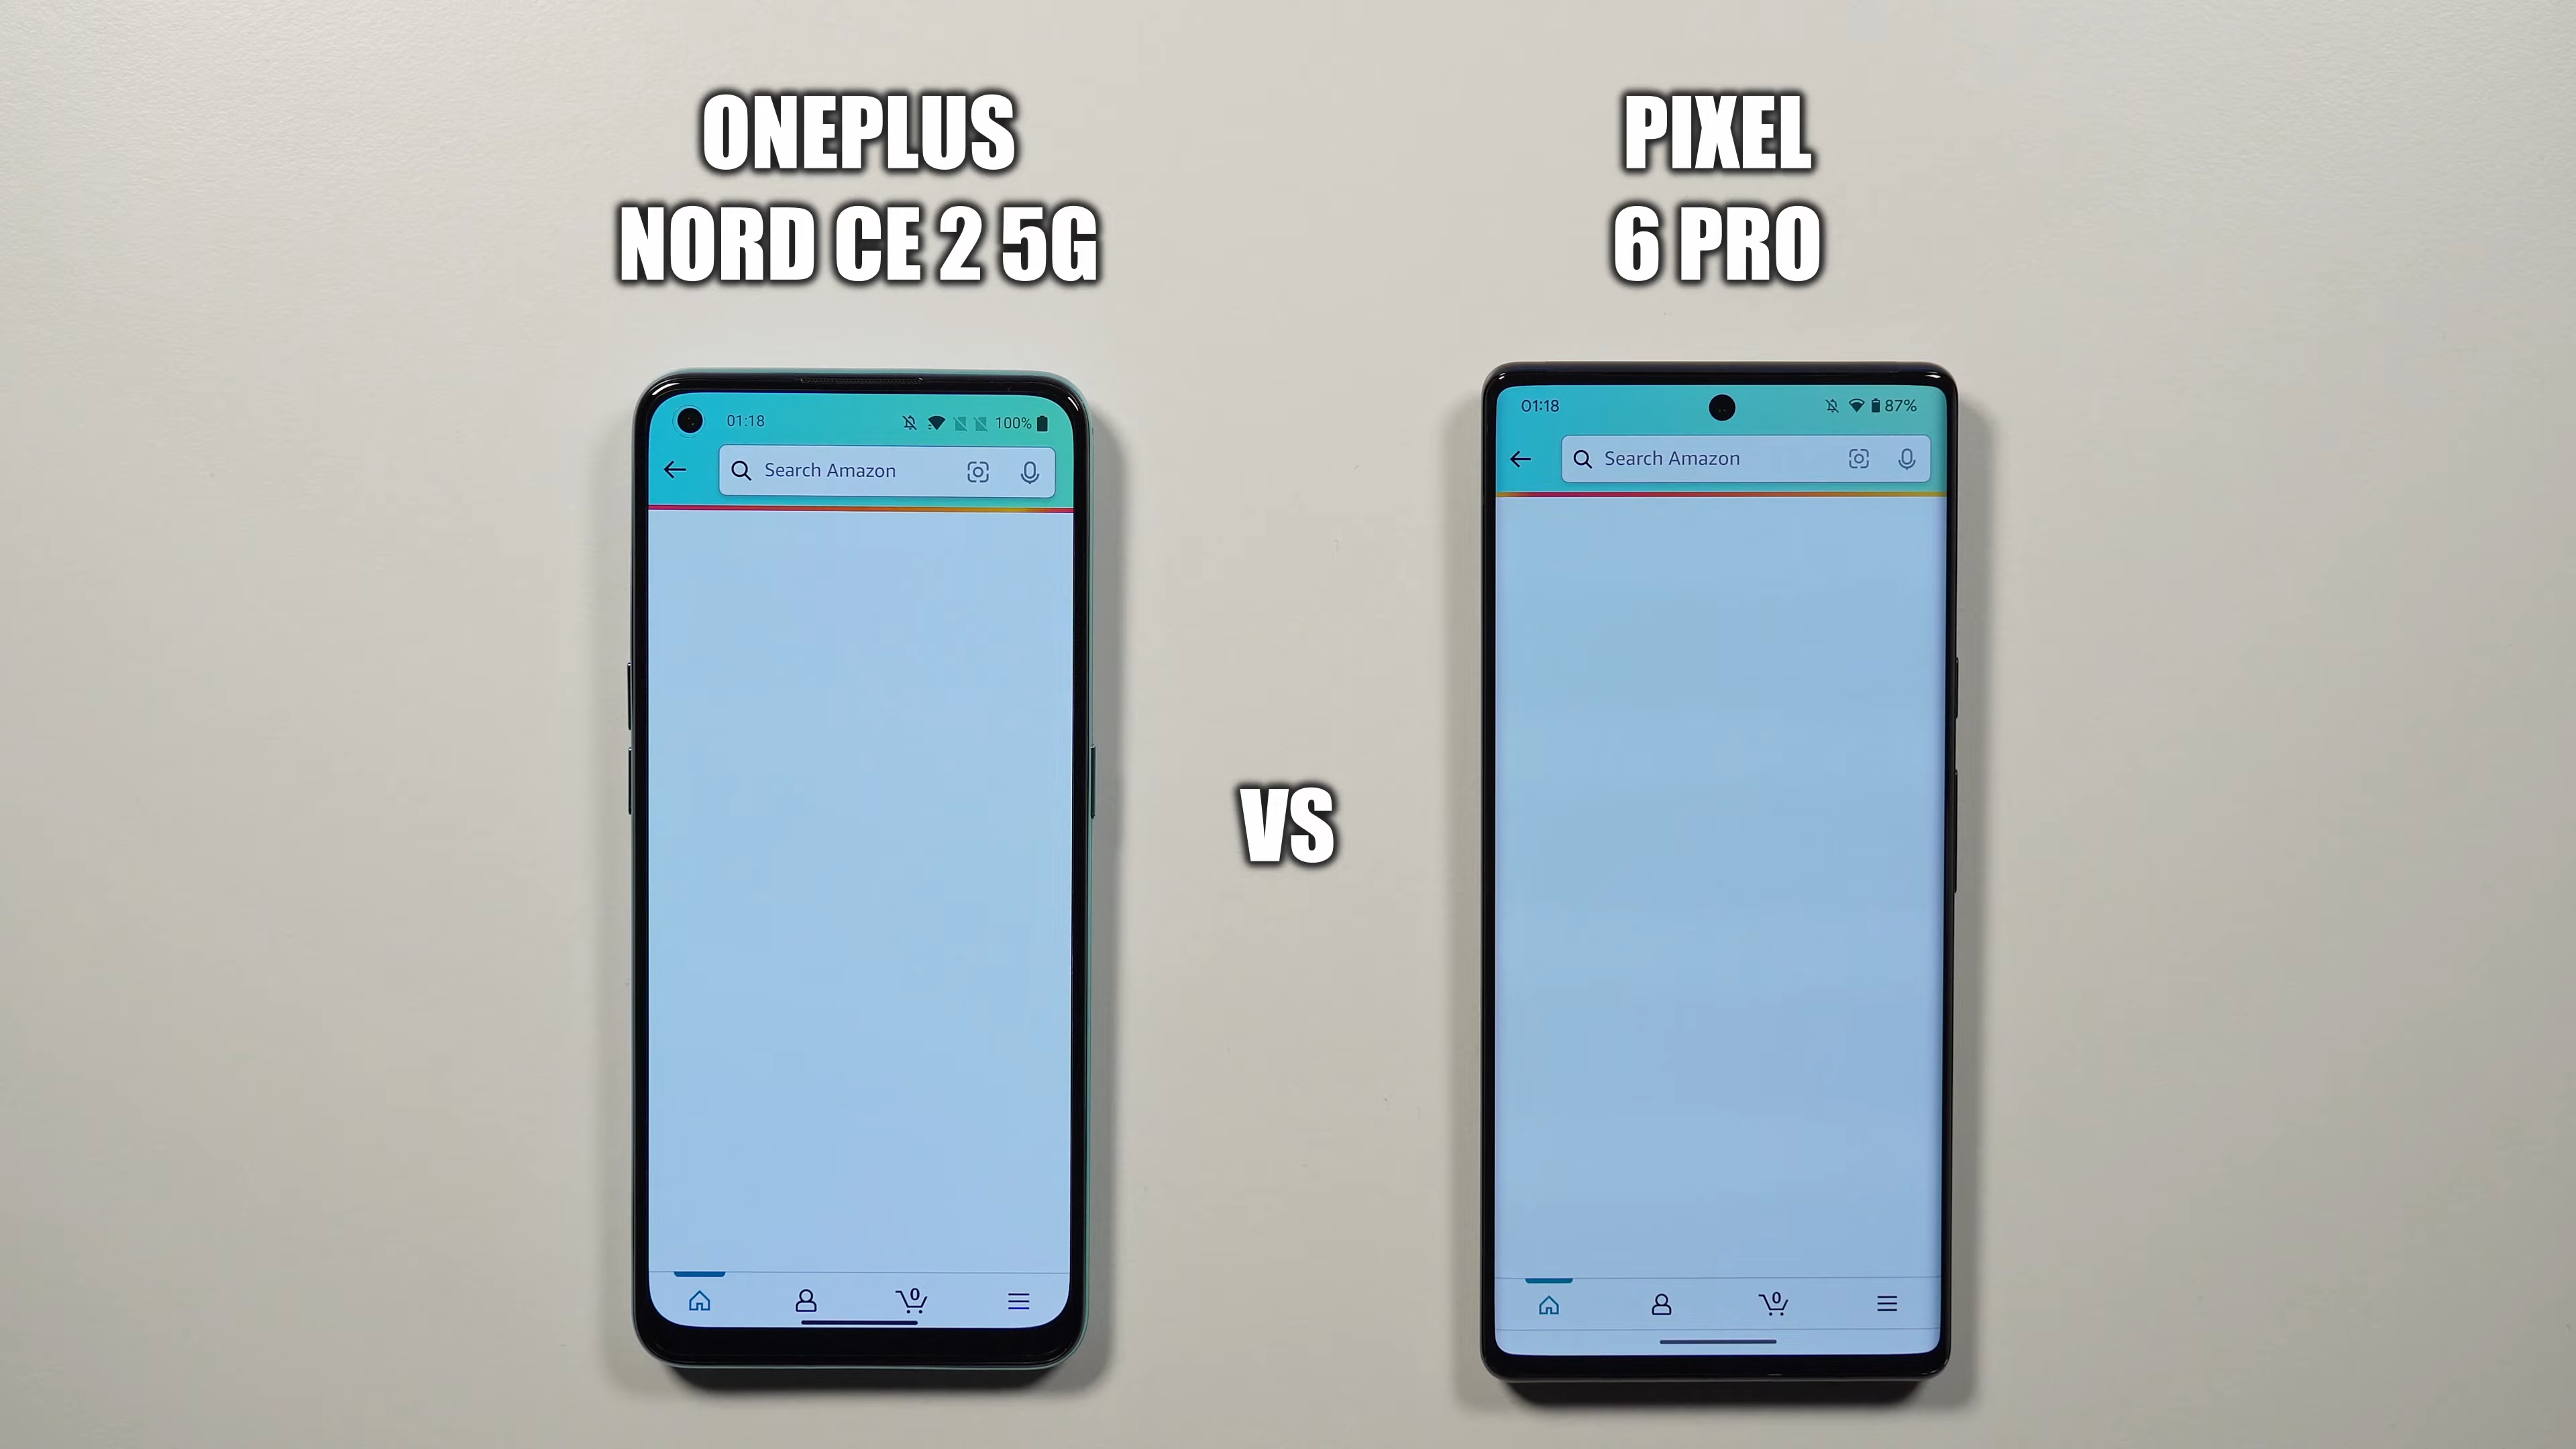 ONEPLUS
NORD CE 2 5G
PIXEL
6 PRO
01:18
100%
Search Amazon
0
VS
01:18
87%
Search Amazon
0